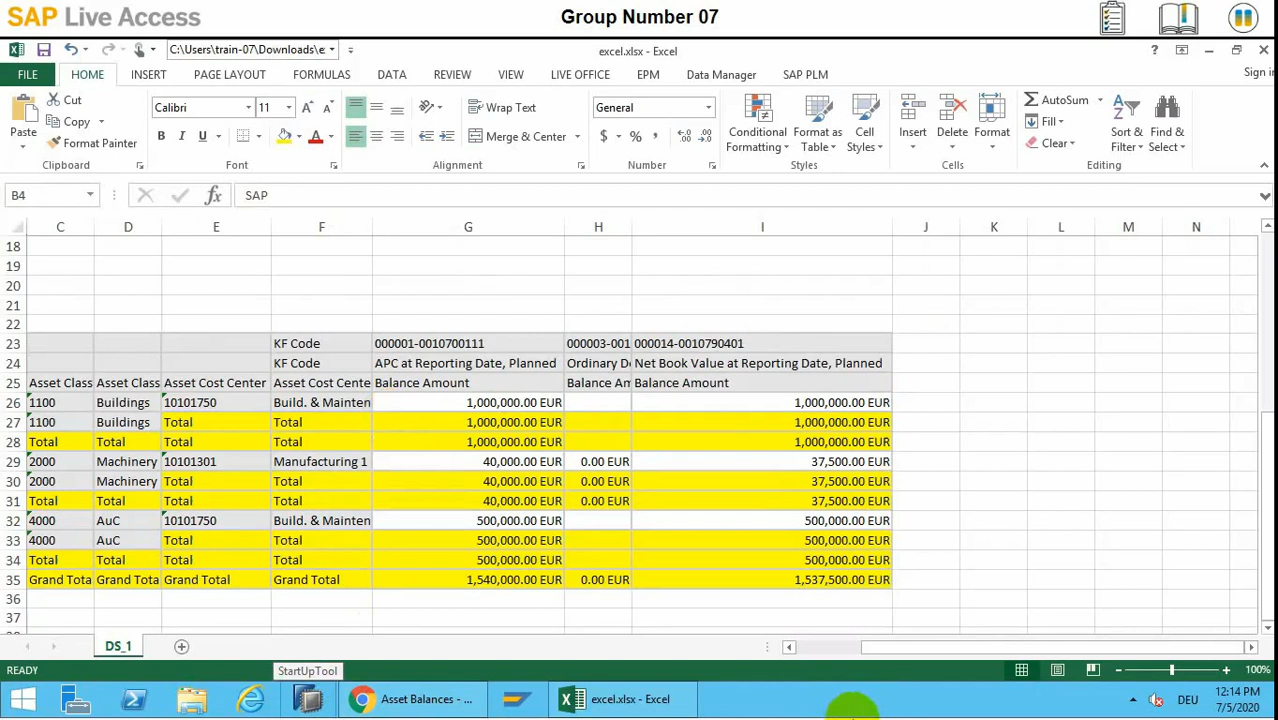 SAP Live Access
Group Number 07
C:\Users\train-07\Downloads\e
excel.xlsx - Excel
FILE HOME INSERT PAGE LAYOUT FORMULAS DATA REVIEW VIEW LIVE OFFICE EPM Data Manager SAP PLM Sign in
Paste Cut Copy Format Painter
Calibri 11
B I U A
Wrap Text
Merge & Center
General
$ % ,
Conditional Formatting Format as Table Cell Styles
Insert Delete Format
AutoSum Fill Clear
Sort & Filter Find & Select
Clipboard Font Alignment Number Styles Cells Editing
B4 fx SAP
C D E F G H I J K L M N
18
19
20
21
22
23 KF Code 000001-0010700111 000003-001 000014-0010790401
24 KF Code APC at Reporting Date, Planned Ordinary De Net Book Value at Reporting Date, Planned
25 Asset Class Asset Class Asset Cost Center Asset Cost Cente Balance Amount Balance Am Balance Amount
26 1100 Buildings 10101750 Build. & Mainten 1,000,000.00 EUR 1,000,000.00 EUR
27 1100 Buildings Total Total 1,000,000.00 EUR 1,000,000.00 EUR
28 Total Total Total Total 1,000,000.00 EUR 1,000,000.00 EUR
29 2000 Machinery 10101301 Manufacturing 1 40,000.00 EUR 0.00 EUR 37,500.00 EUR
30 2000 Machinery Total Total 40,000.00 EUR 0.00 EUR 37,500.00 EUR
31 Total Total Total Total 40,000.00 EUR 0.00 EUR 37,500.00 EUR
32 4000 AuC 10101750 Build. & Mainten 500,000.00 EUR 500,000.00 EUR
33 4000 AuC Total Total 500,000.00 EUR 500,000.00 EUR
34 Total Total Total Total 500,000.00 EUR 500,000.00 EUR
35 Grand Tota Grand Tota Grand Total Grand Total 1,540,000.00 EUR 0.00 EUR 1,537,500.00 EUR
36
37
DS_1
READY StartUpTool 100%
Asset Balances - ... excel.xlsx - Excel DEU 12:14 PM
7/5/2020